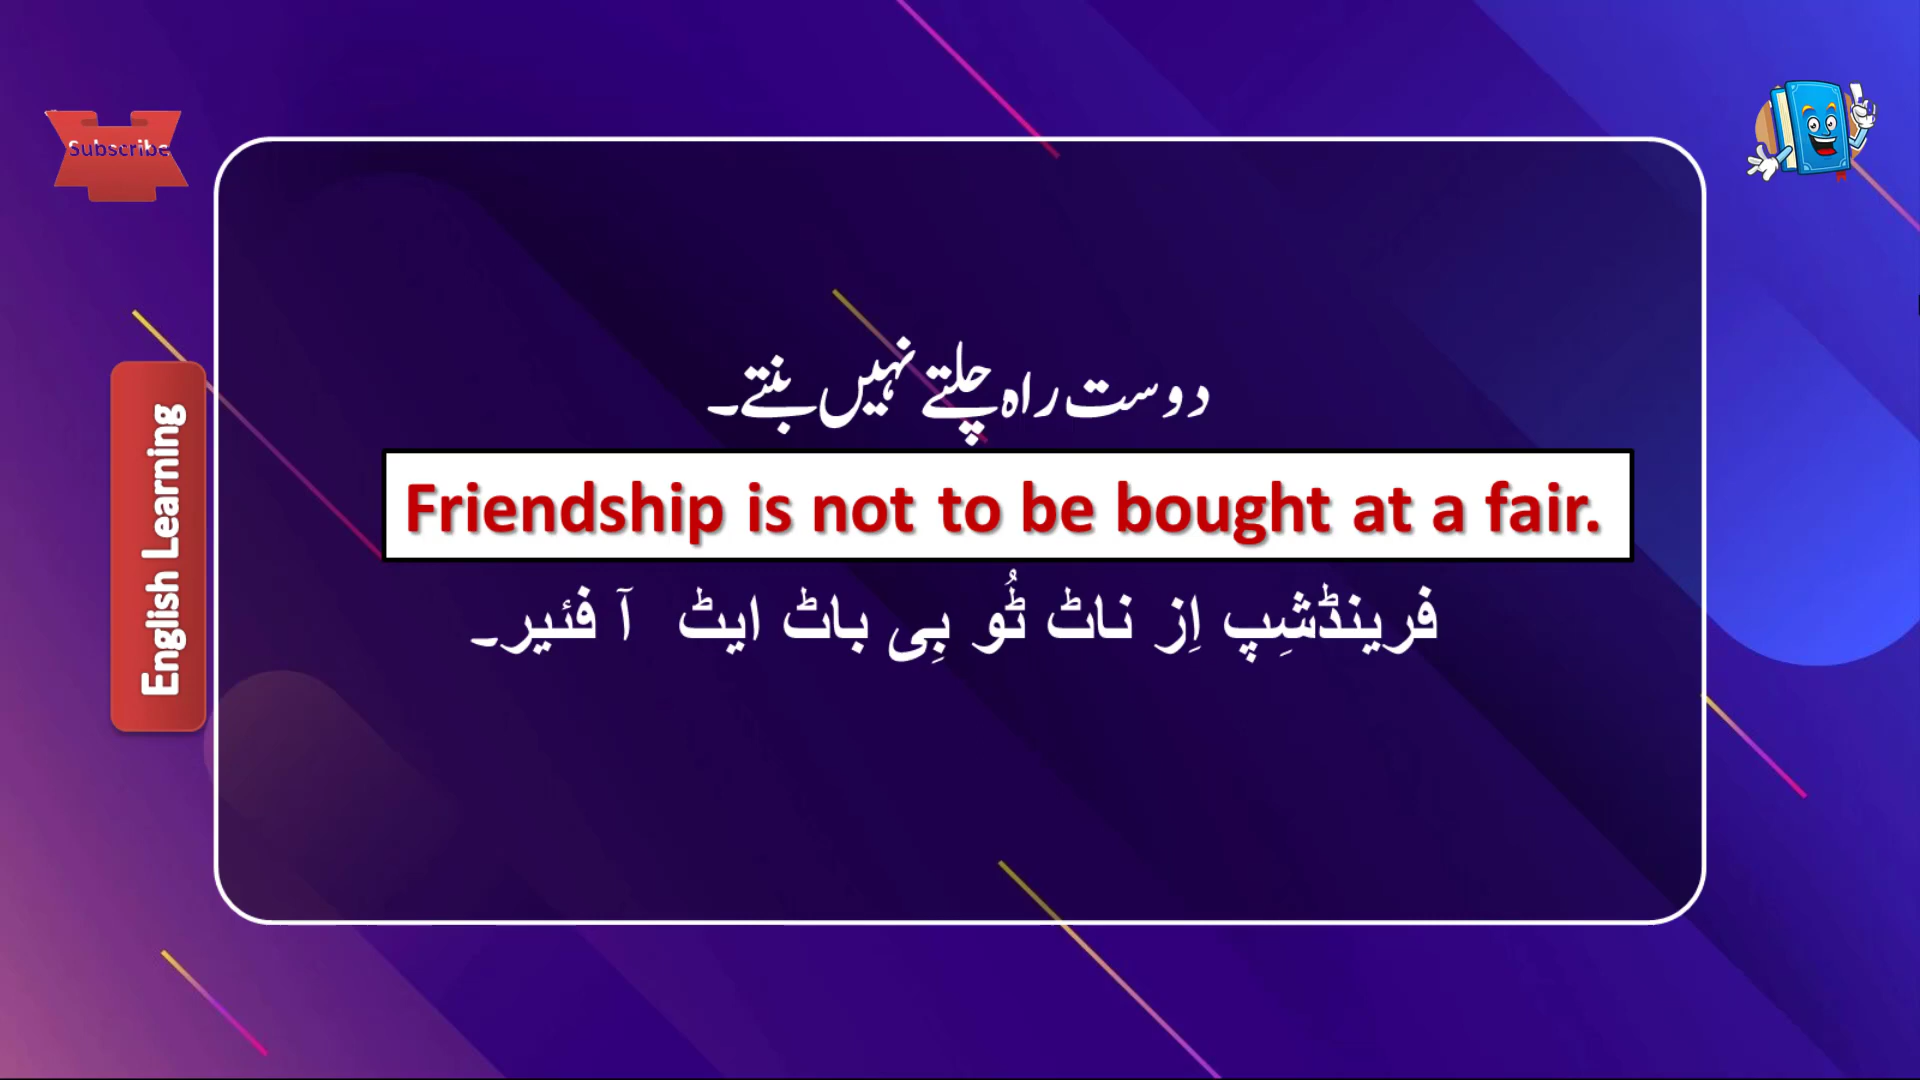 Subscribe
English Learning
دوست راہ چلتے نہیں بنتے۔
Friendship is not to be bought at a fair.
فرینڈشِپ اِز ناٹ ٹُو بِی باٹ ایٹ آ فئیر۔